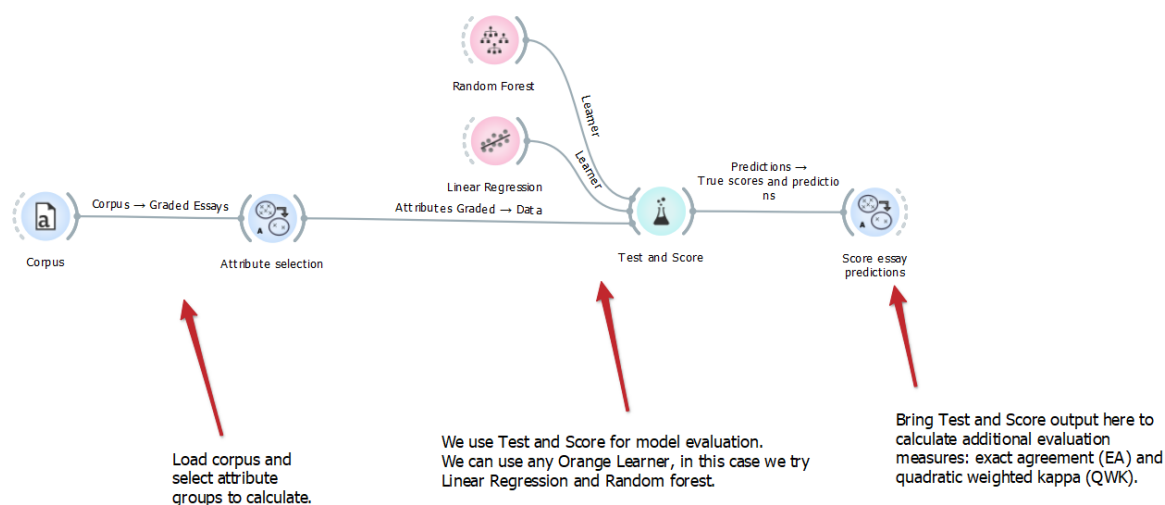 Random Forest
Learner
Linear Regression
Learner
Corpus → Graded Essays
Attributes Graded → Data
Predictions →
True scores and predictio
ns
a
A
A
Corpus
Attribute selection
Test and Score
Score essay
predictions
Load corpus and
select attribute
groups to calculate.
We use Test and Score for model evaluation.
We can use any Orange Learner, in this case we try
Linear Regression and Random forest.
Bring Test and Score output here to
calculate additional evaluation
measures: exact agreement (EA) and
quadratic weighted kappa (QWK).